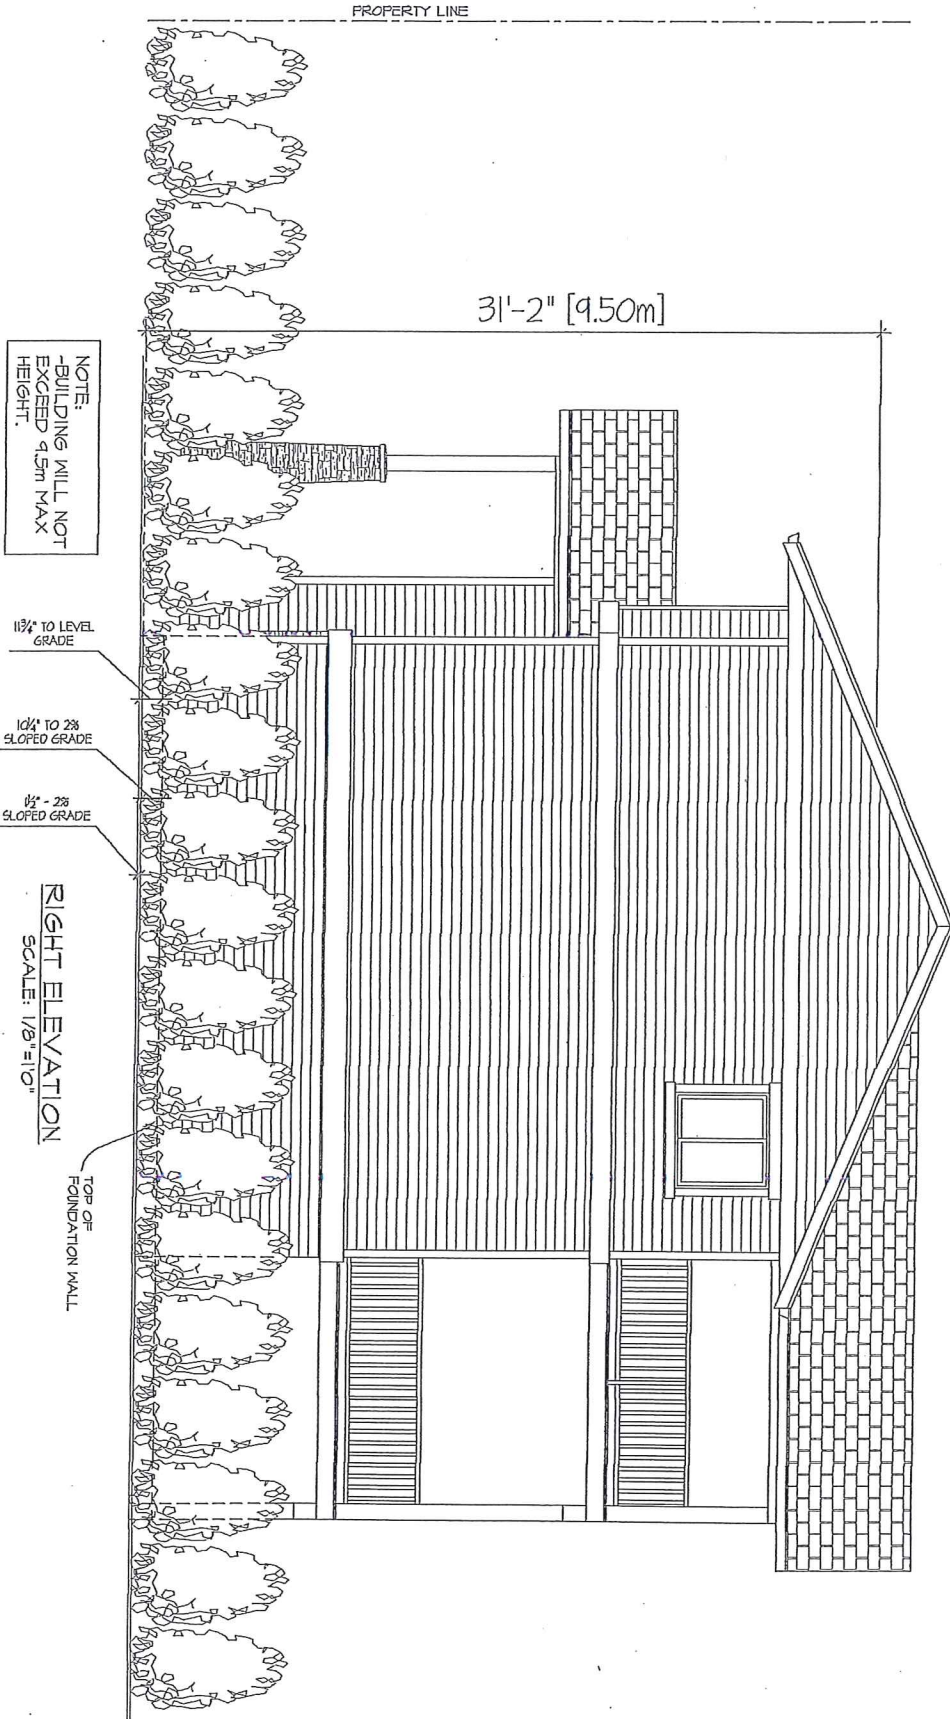 PROPERTY LINE
31'-2" [9.50m]
NOTE:
-BUILDING WILL NOT
EXCEED 9.5m MAX
HEIGHT.
11¾" TO LEVEL
GRADE
10¼" TO 2%
SLOPED GRADE
1½" - 2%
SLOPED GRADE
RIGHT ELEVATION
SCALE: 1/8"=1'0"
TOP OF
FOUNDATION WALL